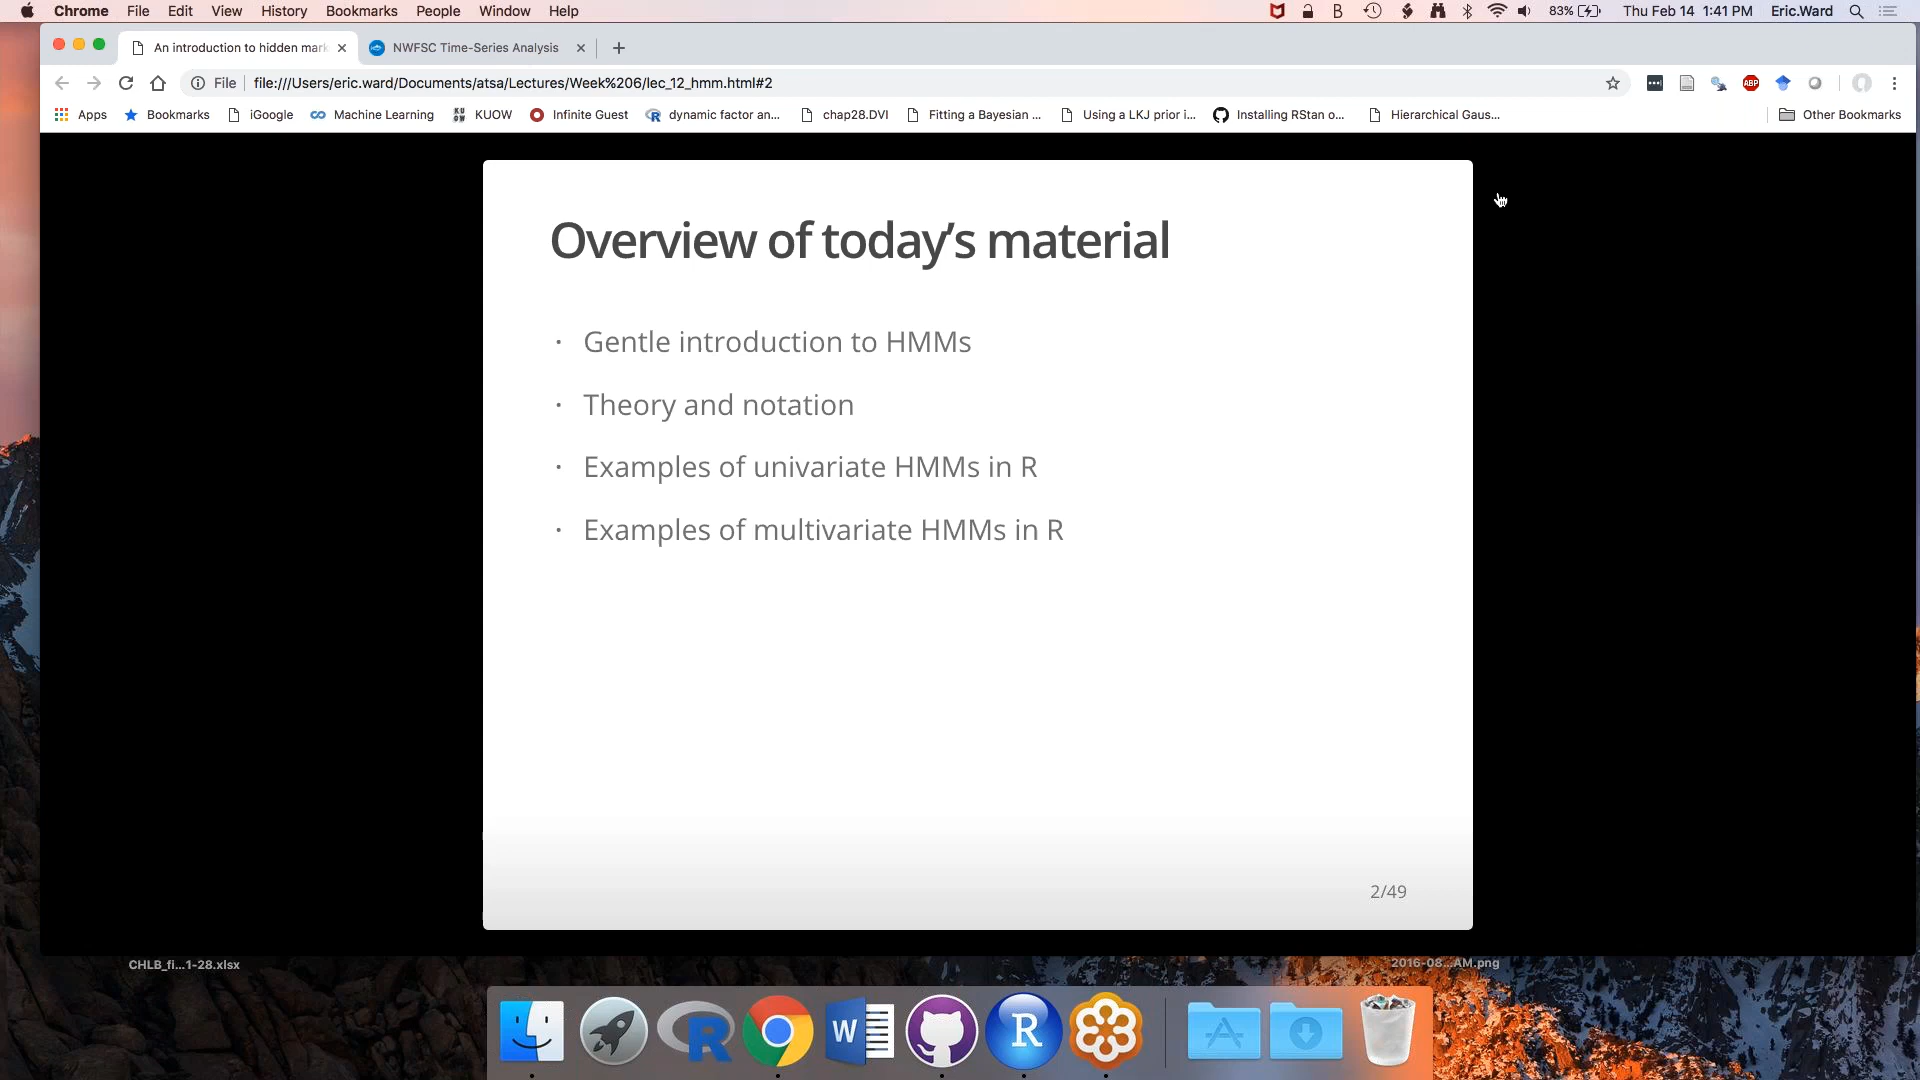 Chrome File Edit View History Bookmarks People Window Help 83% Thu Feb 14 1:41 PM Eric.Ward
An introduction to hidden mark NWFSC Time-Series Analysis
File file:///Users/eric.ward/Documents/atsa/Lectures/Week%206/lec_12_hmm.html#2 ABP
Apps Bookmarks iGoogle Machine Learning KUOW KUOW Infinite Guest dynamic factor an... chap28.DVI Fitting a Bayesian ... Using a LKJ prior i... Installing RStan o... Hierarchical Gaus... Other Bookmarks
Overview of today's material
· Gentle introduction to HMMs
· Theory and notation
· Examples of univariate HMMs in R
· Examples of multivariate HMMs in R
2/49
CHLB_fi...1-28.xlsx 2016-08...AM.png
R W R